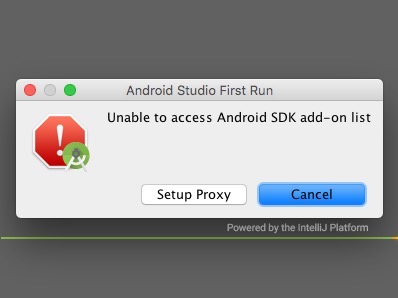 Android Studio First Run
Unable to access Android SDK add-on list
Setup Proxy
Cancel
Powered by the IntelliJ Platform